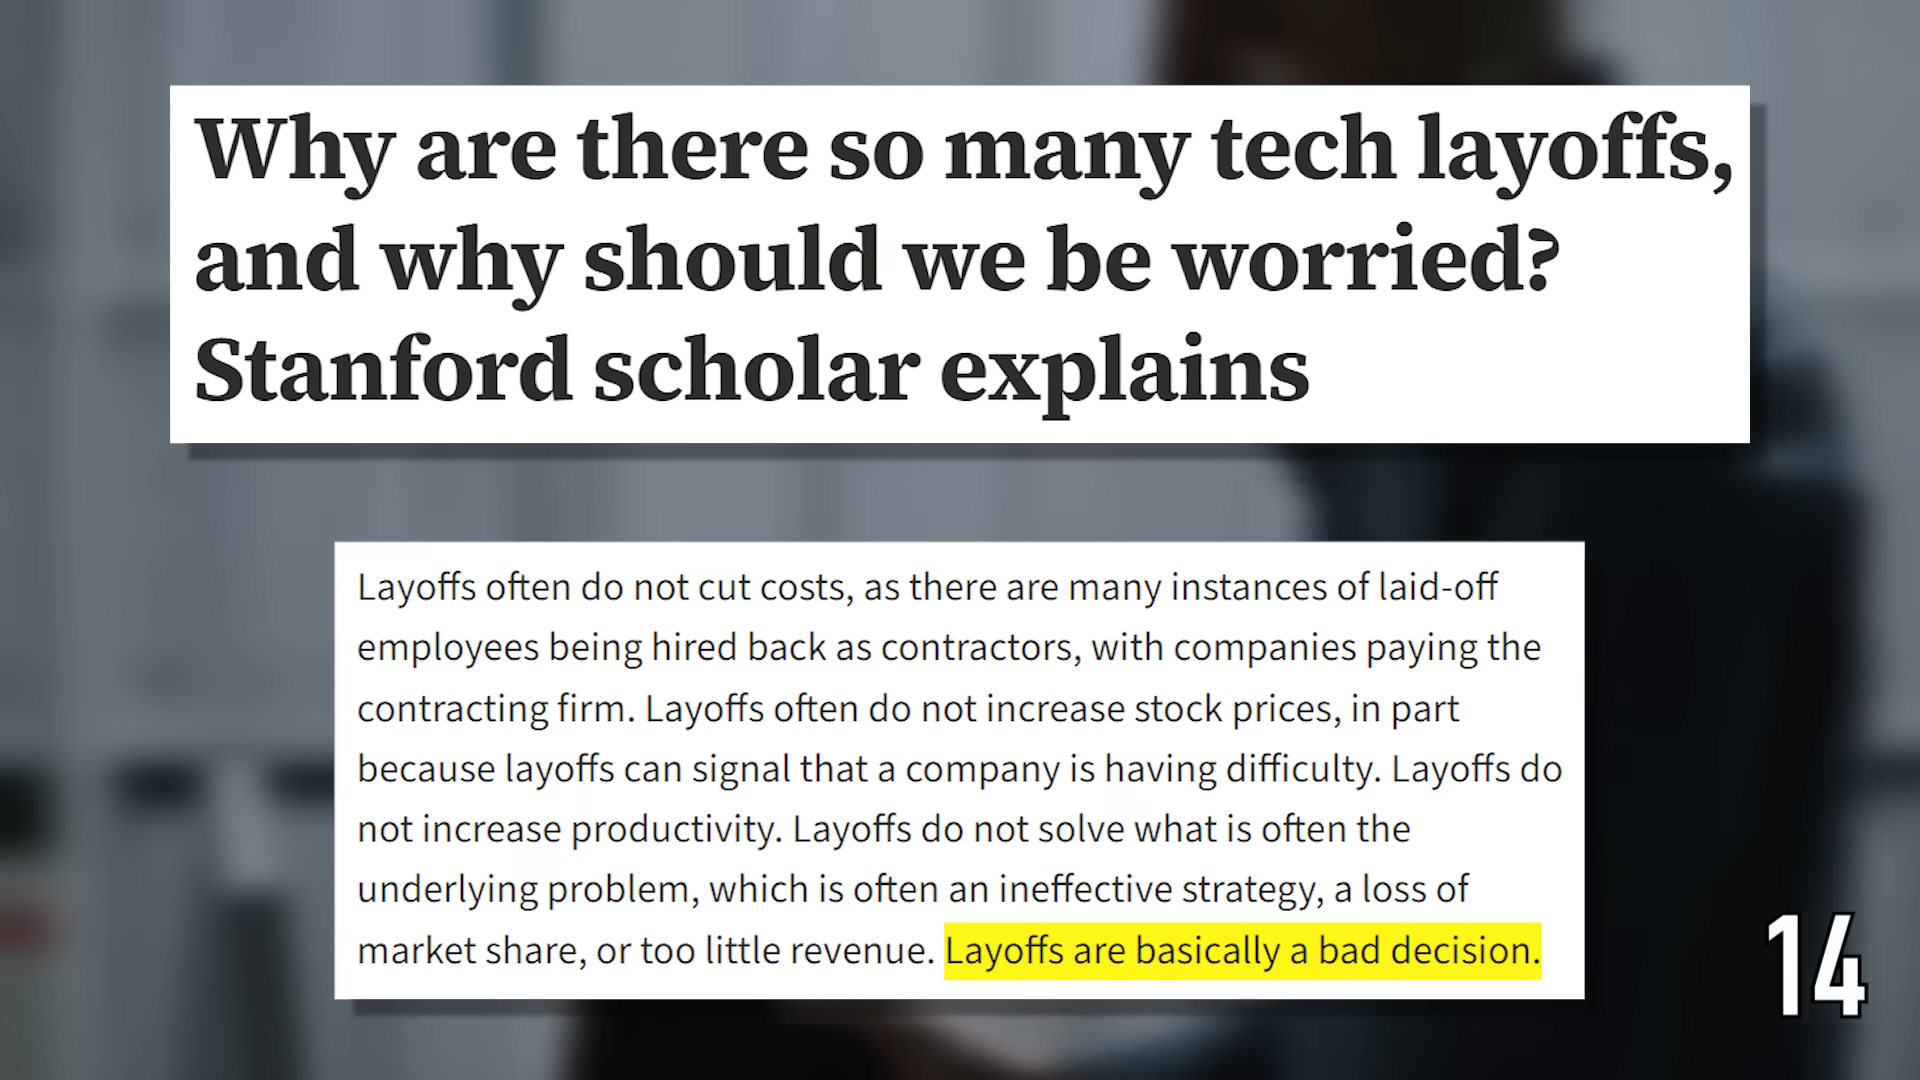 Why are there so many tech layoffs,
and why should we be worried?
Stanford scholar explains
Layoffs often do not cut costs, as there are many instances of laid-off
employees being hired back as contractors, with companies paying the
contracting firm. Layoffs often do not increase stock prices, in part
because layoffs can signal that a company is having difficulty. Layoffs do
not increase productivity. Layoffs do not solve what is often the
underlying problem, which is often an ineffective strategy, a loss of
market share, or too little revenue. Layoffs are basically a bad decision.
14